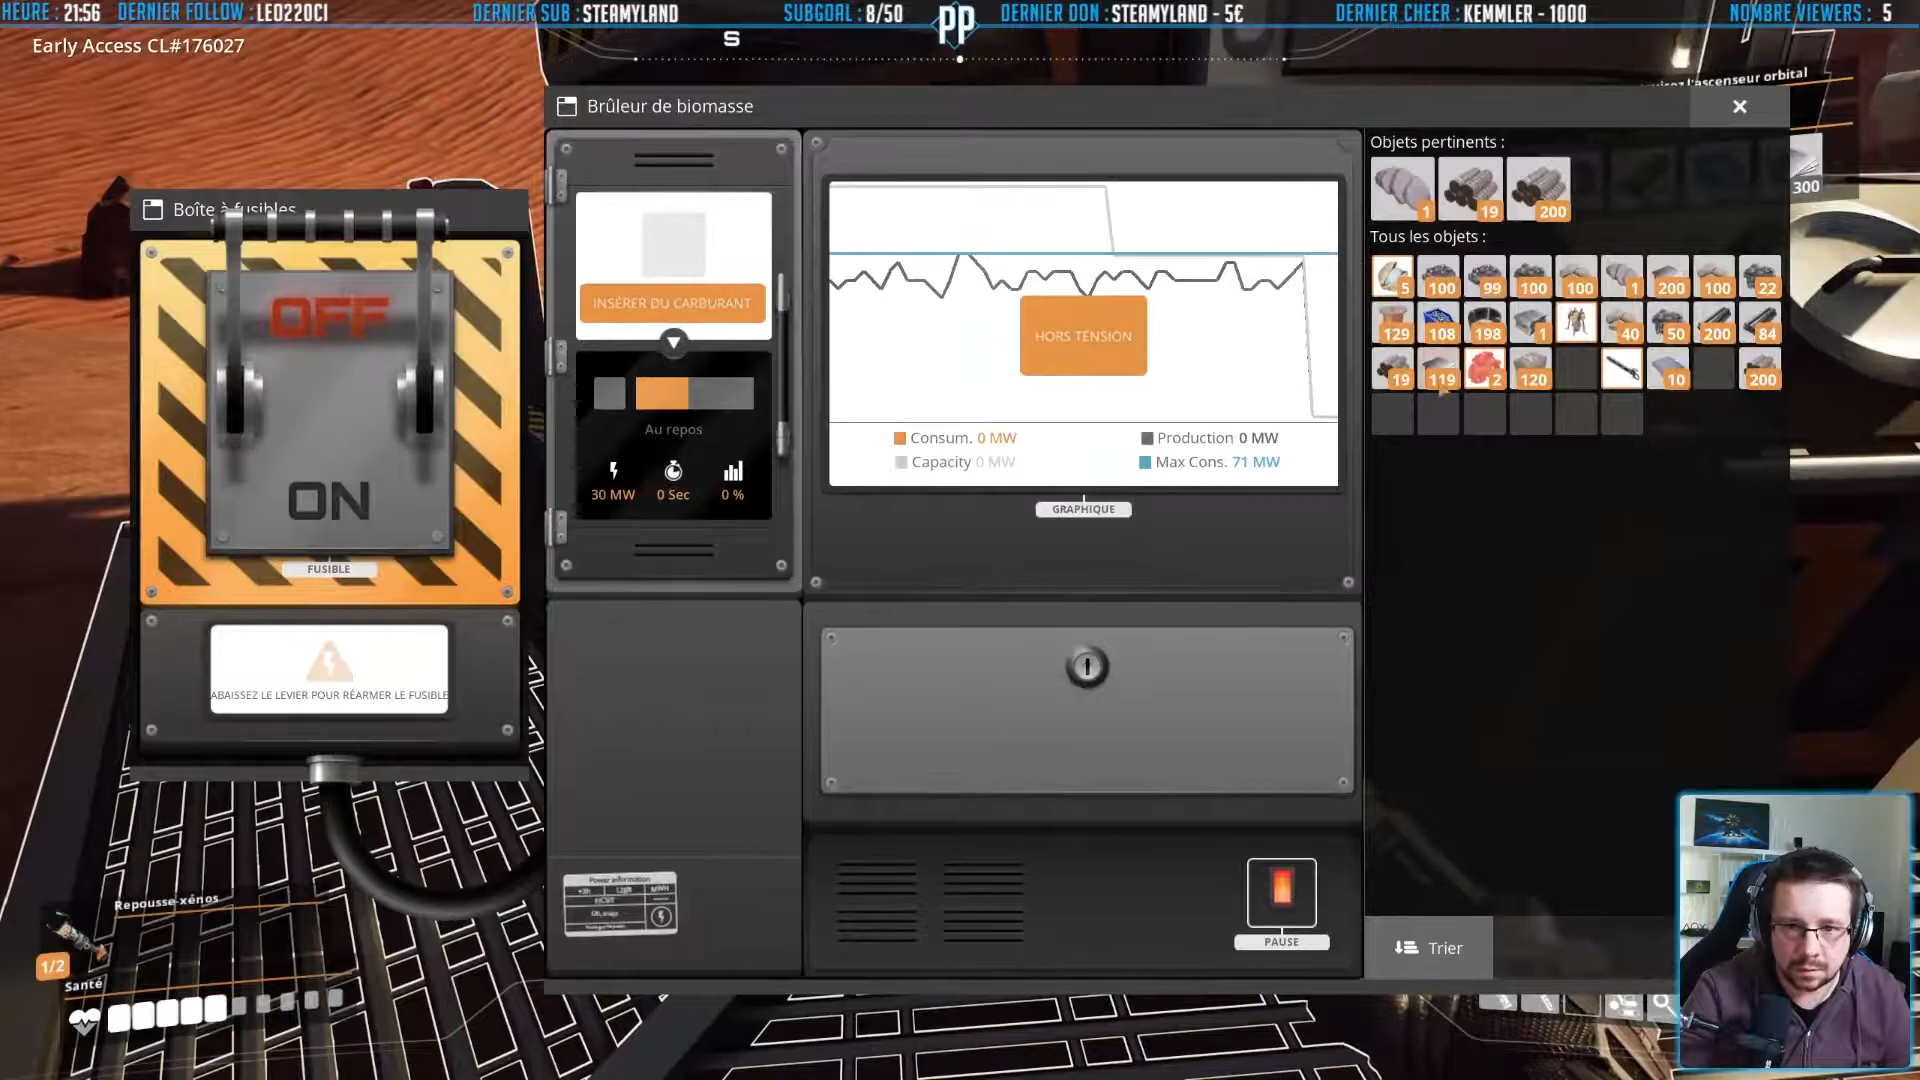 HEURE : 21:56
DERNIER FOLLOW : LEO220CI
DERNIER SUB : STEAMYLAND
SUBGOAL : 8/50
PP
DERNIER DON : STEAMYLAND - 5€
DERNIER CHEER : KEMMLER - 1000
NOMBRE VIEWERS : 5
Early Access CL#176027
S
l'ascenseur orbital
300
Brûleur de biomasse
Boîte à fusibles
OFF
ON
FUSIBLE
ABAISSEZ LE LEVIER POUR RÉARMER LE FUSIBLE
INSÉRER DU CARBURANT
Au repos
30 MW
0 Sec
0 %
HORS TENSION
Consum. 0 MW
Production 0 MW
Capacity 0 MW
Max Cons. 71 MW
GRAPHIQUE
Power information
PAUSE
Objets pertinents :
1 19 200
Tous les objets :
5 100 99 100 100 1 200 100 22
129 108 198 1 40 50 200 84
19 119 2 120 10 200
Trier
Repousse-xénos
1/2
Santé